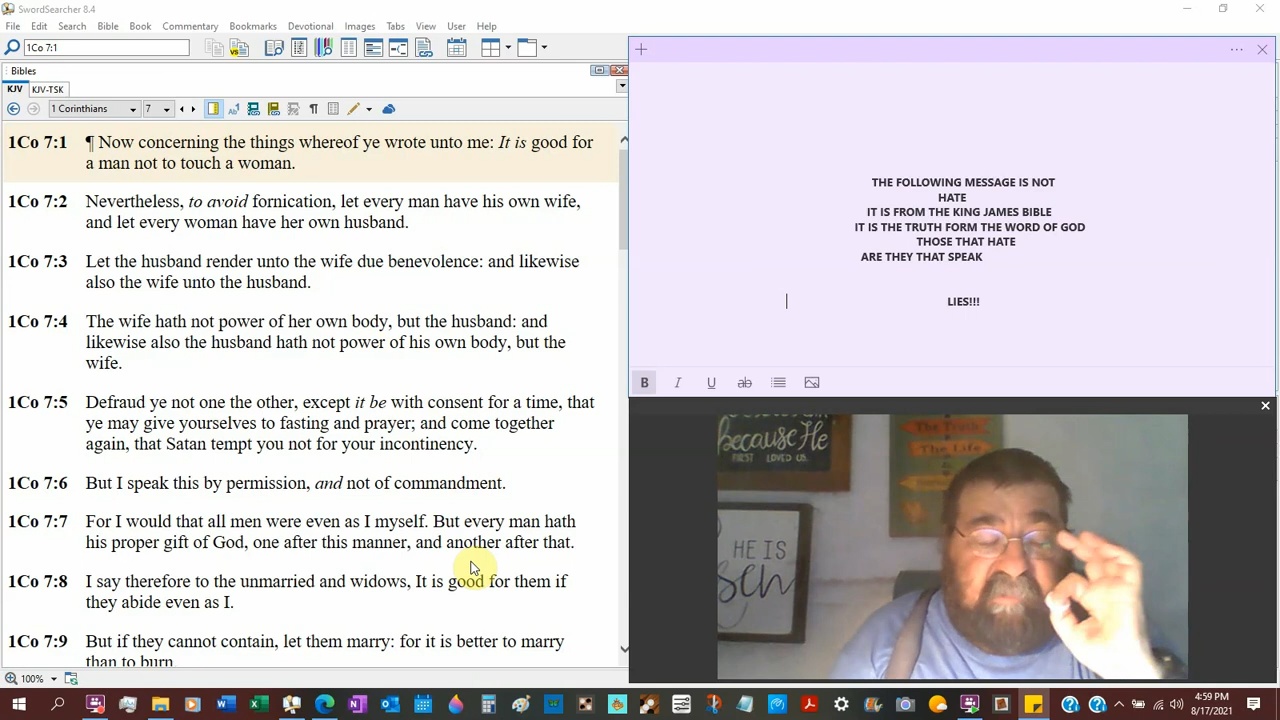 SwordSearcher 8.4
File Edit Search Bible Book Commentary Bookmarks Devotional Images Tabs View User Help
1Co 7:1
Bibles
KJV KJV-TSK
1 Corinthians 7
1Co 7:1 ¶ Now concerning the things whereof ye wrote unto me: It is good for
a man not to touch a woman.
1Co 7:2 Nevertheless, to avoid fornication, let every man have his own wife,
and let every woman have her own husband.
1Co 7:3 Let the husband render unto the wife due benevolence: and likewise
also the wife unto the husband.
1Co 7:4 The wife hath not power of her own body, but the husband: and
likewise also the husband hath not power of his own body, but the
wife.
1Co 7:5 Defraud ye not one the other, except it be with consent for a time, that
ye may give yourselves to fasting and prayer; and come together
again, that Satan tempt you not for your incontinency.
1Co 7:6 But I speak this by permission, and not of commandment.
1Co 7:7 For I would that all men were even as I myself. But every man hath
his proper gift of God, one after this manner, and another after that.
1Co 7:8 I say therefore to the unmarried and widows, It is good for them if
they abide even as I.
1Co 7:9 But if they cannot contain, let them marry: for it is better to marry
than to burn
100%
THE FOLLOWING MESSAGE IS NOT
HATE
IT IS FROM THE KING JAMES BIBLE
IT IS THE TRUTH FORM THE WORD OF GOD
THOSE THAT HATE
ARE THEY THAT SPEAK
LIES!!!
B I U ab
because He
FIRST LOVED US
The Truth
The Life
HE IS
4:59 PM
8/17/2021